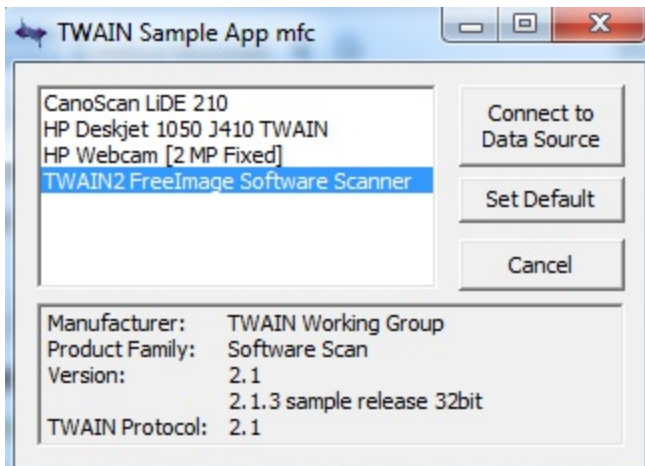 TWAIN Sample App mfc
CanoScan LiDE 210
HP Deskjet 1050 J410 TWAIN
HP Webcam [2 MP Fixed]
TWAIN2 FreeImage Software Scanner
Connect to
Data Source
Set Default
Cancel
Manufacturer: TWAIN Working Group
Product Family: Software Scan
Version: 2.1
2.1.3 sample release 32bit
TWAIN Protocol: 2.1